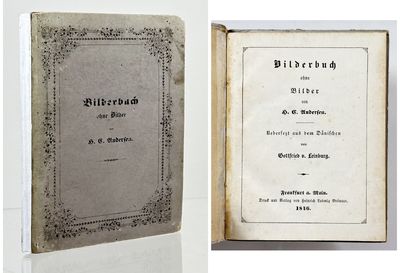 Bilderbuch
ohne Bilder
von
H. C. Andersen.
Bilderbuch
ohne
Bilder
von
H. C. Andersen.
Uebersetzt aus dem Dänischen
von
Gottfried v. Leinburg.
Frankfurt a. Main.
Druck und Verlag von Heinrich Ludwig Brönner.
1846.